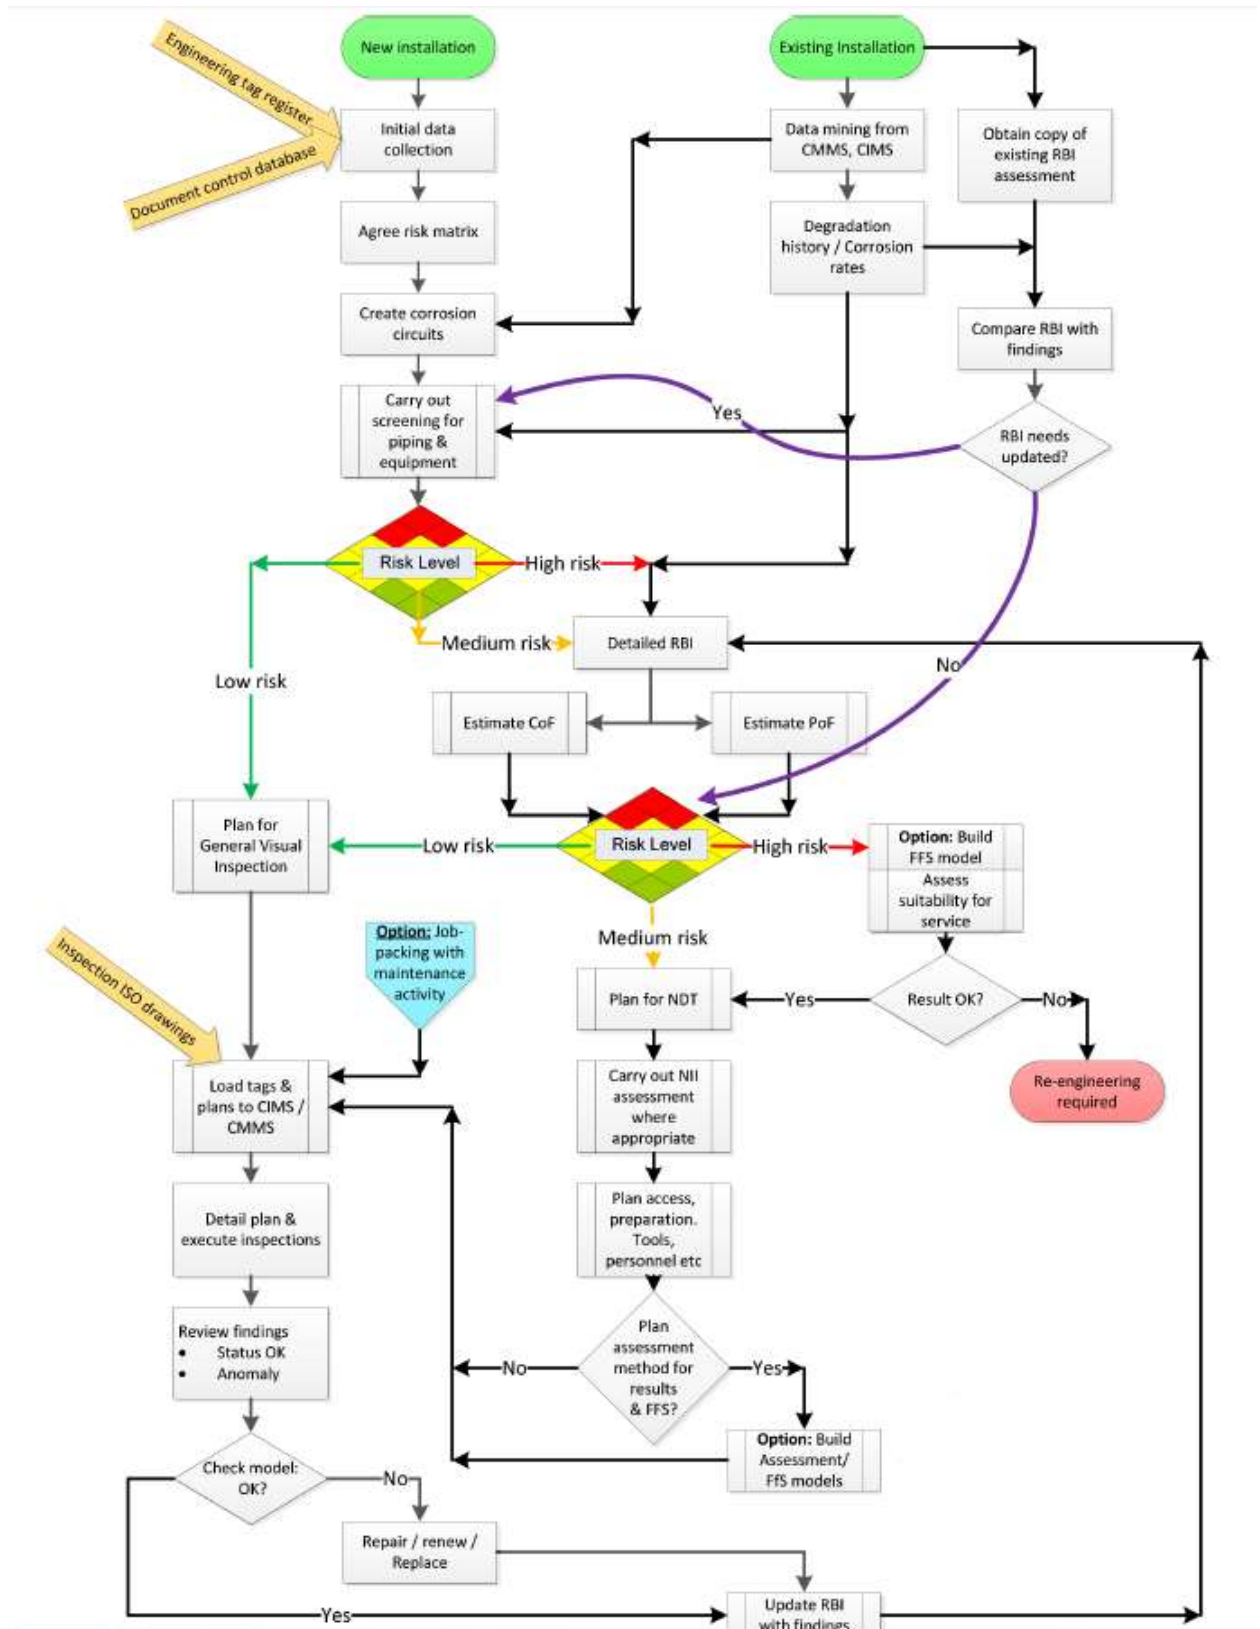 New installation
Existing Installation
Engineering tag register
Document control database
Initial data
collection
Data mining from
CMMS, CIMS
Obtain copy of
existing RBI
assessment
Agree risk matrix
Degradation
history / Corrosion
rates
Create corrosion
circuits
Compare RBI with
findings
Carry out
screening for
piping &
equipment
Yes
RBI needs
updated?
Risk Level
High risk
Medium risk
Detailed RBI
No
Low risk
Estimate CoF
Estimate PoF
Plan for
General Visual
Inspection
Low risk
Risk Level
High risk
Option: Build
FFS model
Assess
suitability for
service
Medium risk
Option: Job-
packing with
maintenance
activity
Inspection ISO drawings
Plan for NDT
Yes
Result OK?
No
Re-engineering
required
Load tags &
plans to CIMS /
CMMS
Carry out NII
assessment
where
appropriate
Detail plan &
execute inspections
Plan access,
preparation.
Tools,
personnel etc
Review findings
• Status OK
• Anomaly
Plan
assessment
method for
results
& FFS?
No
Yes
Option: Build
Assessment/
FfS models
Check model:
OK?
No
Repair / renew /
Replace
Yes
Update RBI
with findings